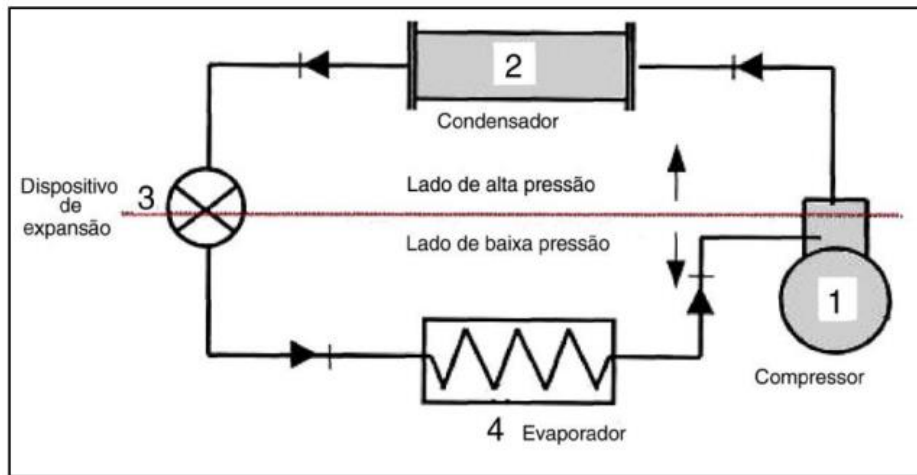 2
Condensador
Dispositivo
de
expansão
3
Lado de alta pressão
Lado de baixa pressão
1
Compressor
4 Evaporador